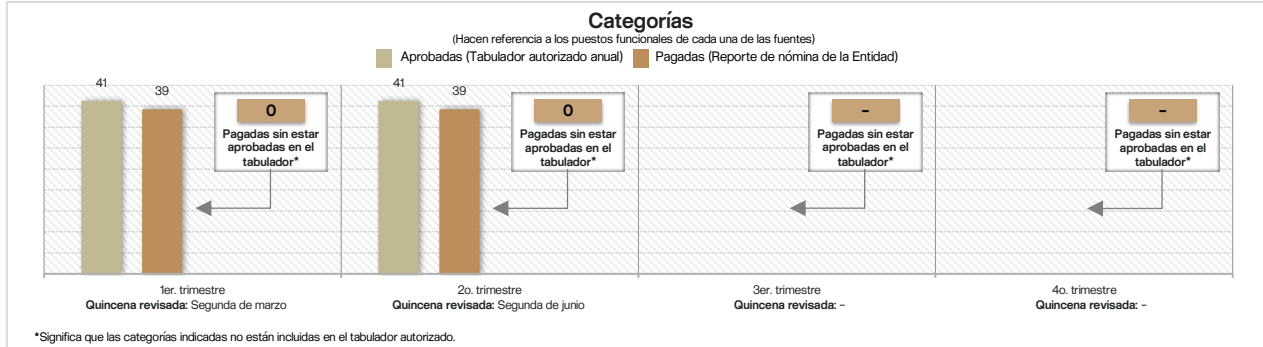 Categorías
(Hacen referencia a los puestos funcionales de cada una de las fuentes)
Aprobadas (Tabulador autorizado anual) Pagadas (Reporte de nómina de la Entidad)
41
39
0
Pagadas sin estar
aprobadas en el
tabulador*
41
39
0
Pagadas sin estar
aprobadas en el
tabulador*
-
Pagadas sin estar
aprobadas en el
tabulador*
-
Pagadas sin estar
aprobadas en el
tabulador*
1er. trimestre
Quincena revisada: Segunda de marzo
2o. trimestre
Quincena revisada: Segunda de junio
3er. trimestre
Quincena revisada: -
4o. trimestre
Quincena revisada: -
*Significa que las categorías indicadas no están incluidas en el tabulador autorizado.